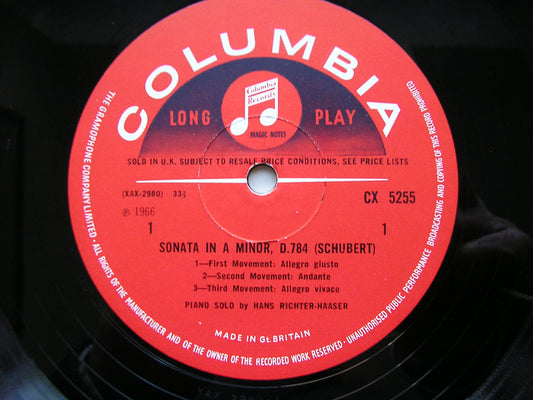 COLUMBIA
Columbia
Records
LONG PLAY
MAGIC NOTES
SOLD IN U.K. SUBJECT TO RESALE PRICE CONDITIONS, SEE PRICE LISTS
(XAX-2980) 33⅓
CX 5255
℗ 1966
1 1
SONATA IN A MINOR, D.784 (SCHUBERT)
1—First Movement: Allegro giusto
2—Second Movement: Andante
3—Third Movement: Allegro vivace
PIANO SOLO by HANS RICHTER-HAASER
MADE IN Gt. BRITAIN
THE GRAMOPHONE COMPANY LIMITED · ALL RIGHTS OF THE MANUFACTURER AND OF THE OWNER OF THE RECORDED WORK RESERVED · UNAUTHORISED PUBLIC PERFORMANCE BROADCASTING AND COPYING OF THIS RECORD PROHIBITED